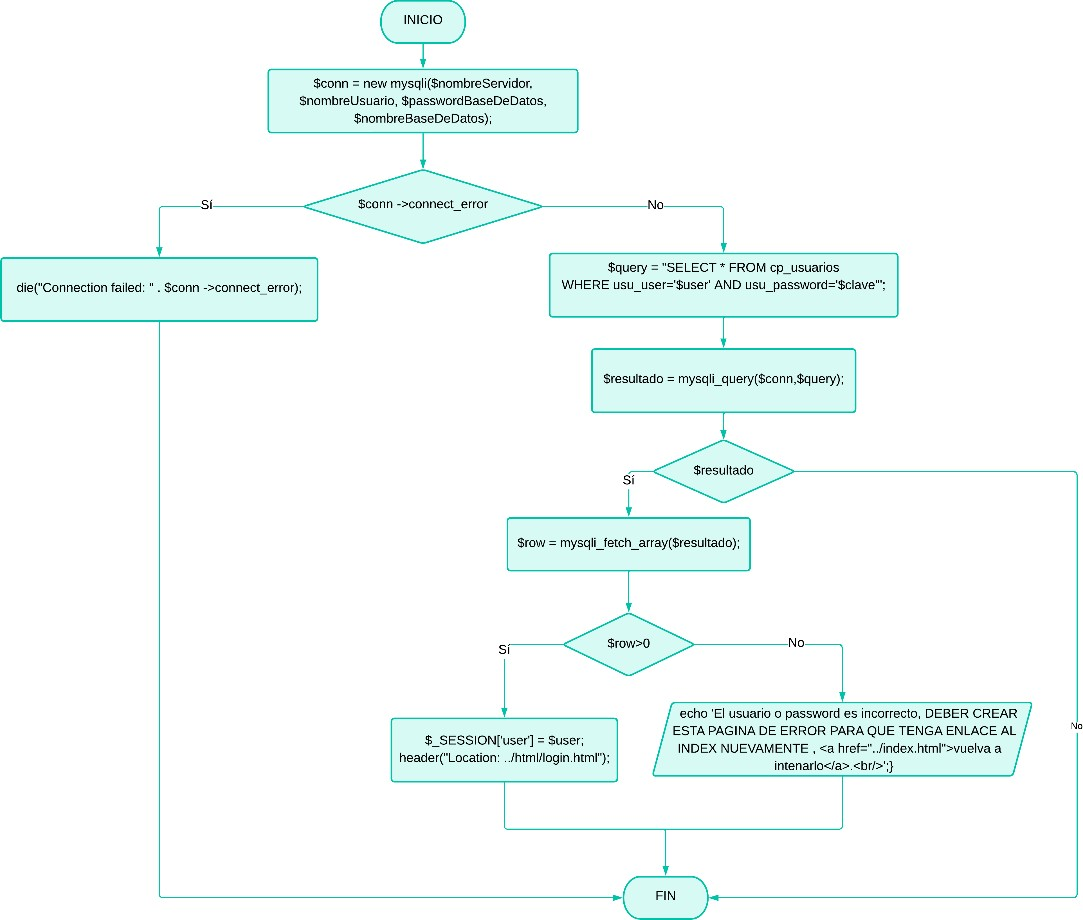 INICIO
$conn = new mysqli($nombreServidor,
$nombreUsuario, $passwordBaseDeDatos,
$nombreBaseDeDatos);
$conn ->connect_error
Sí
No
die("Connection failed: " . $conn ->connect_error);
$query = "SELECT * FROM cp_usuarios
WHERE usu_user='$user' AND usu_password='$clave'";
$resultado = mysqli_query($conn,$query);
$resultado
Sí
$row = mysqli_fetch_array($resultado);
$row>0
Sí
No
$_SESSION['user'] = $user;
header("Location: ../html/login.html");
echo 'El usuario o password es incorrecto, DEBER CREAR
ESTA PAGINA DE ERROR PARA QUE TENGA ENLACE AL
INDEX NUEVAMENTE , <a href="../index.html">vuelva a
intenarlo</a>.<br/>';}
No
FIN